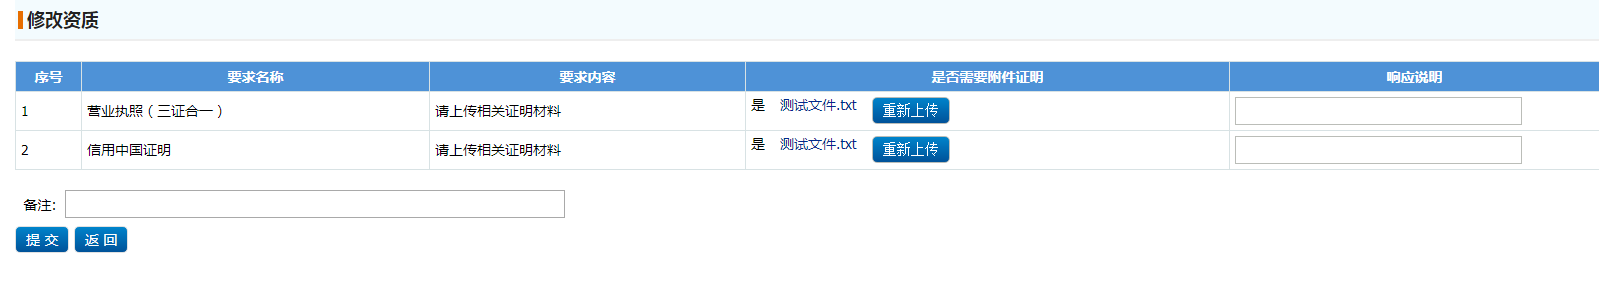 修改资质
序号 要求名称 要求内容 是否需要附件证明 响应说明
1 营业执照（三证合一） 请上传相关证明材料 是 测试文件.txt 重新上传
2 信用中国证明 请上传相关证明材料 是 测试文件.txt 重新上传
备注:
提 交 返 回